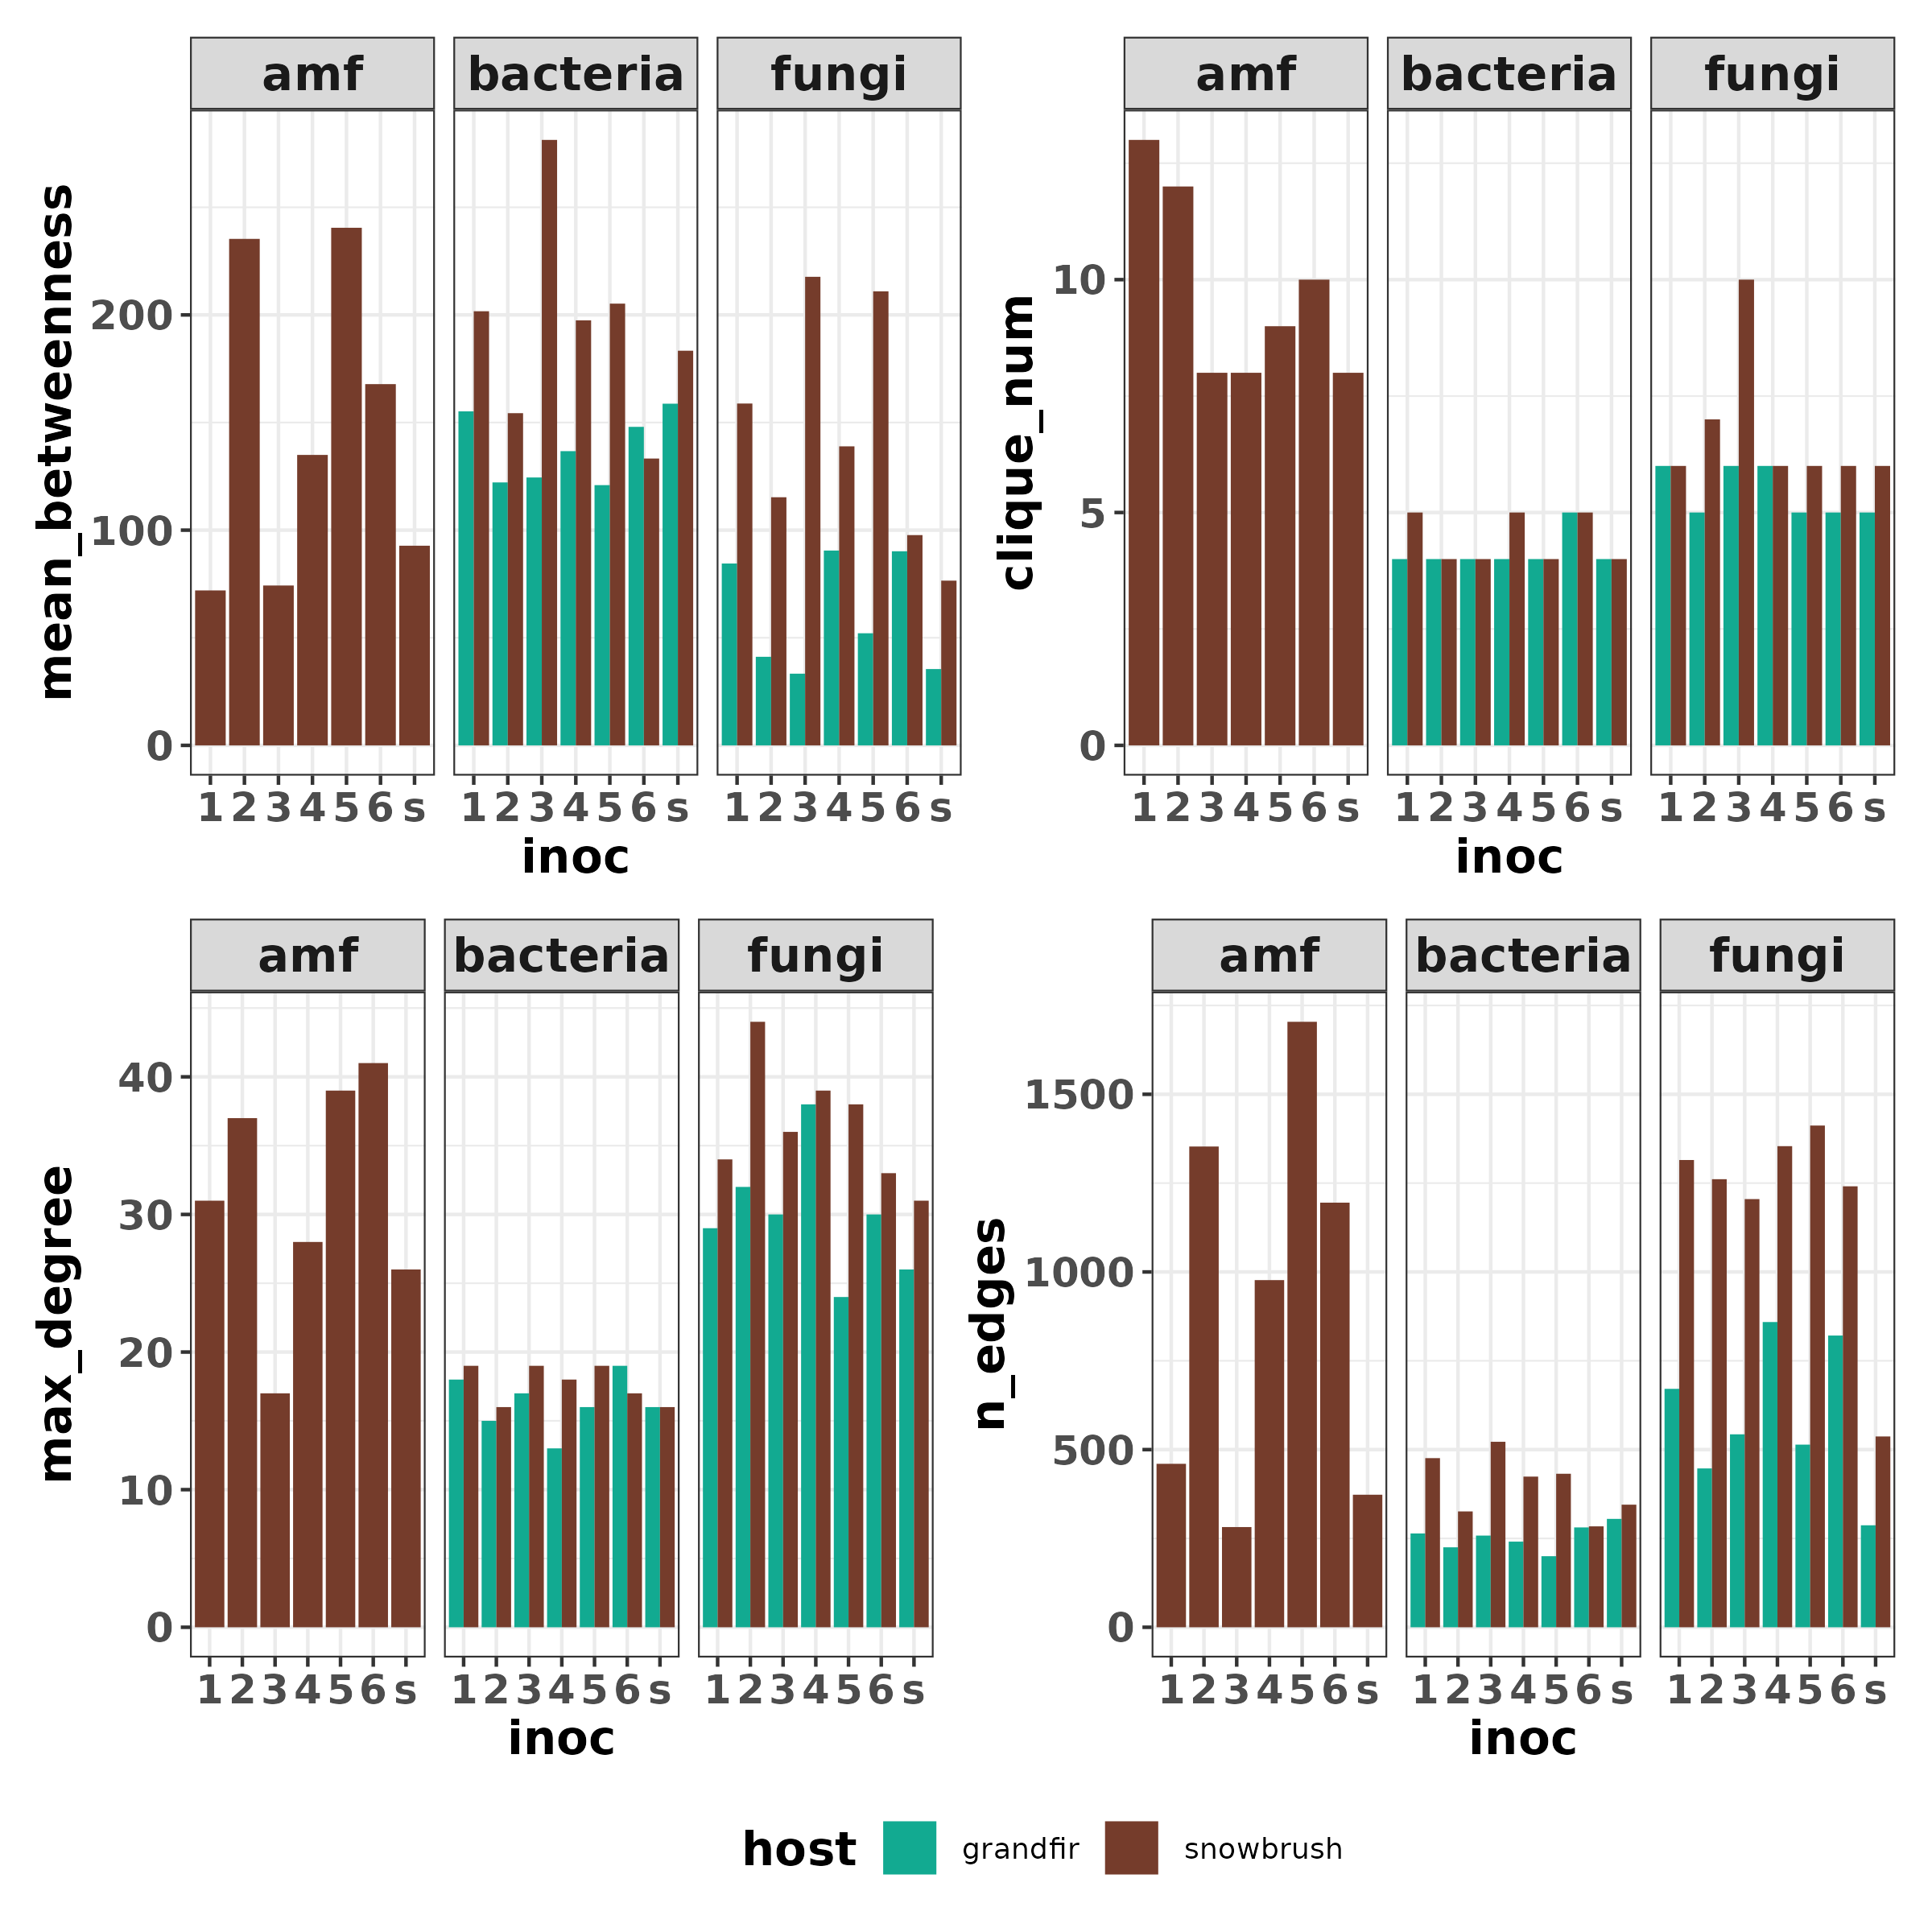 amf bacteria fungi
mean_betweenness
200
100
0
1 2 3 4 5 6 s 1 2 3 4 5 6 s 1 2 3 4 5 6 s
inoc
amf bacteria fungi
clique_num
10
5
0
1 2 3 4 5 6 s 1 2 3 4 5 6 s 1 2 3 4 5 6 s
inoc
amf bacteria fungi
max_degree
40
30
20
10
0
1 2 3 4 5 6 s 1 2 3 4 5 6 s 1 2 3 4 5 6 s
inoc
amf bacteria fungi
n_edges
1500
1000
500
0
1 2 3 4 5 6 s 1 2 3 4 5 6 s 1 2 3 4 5 6 s
inoc
host grandfir snowbrush